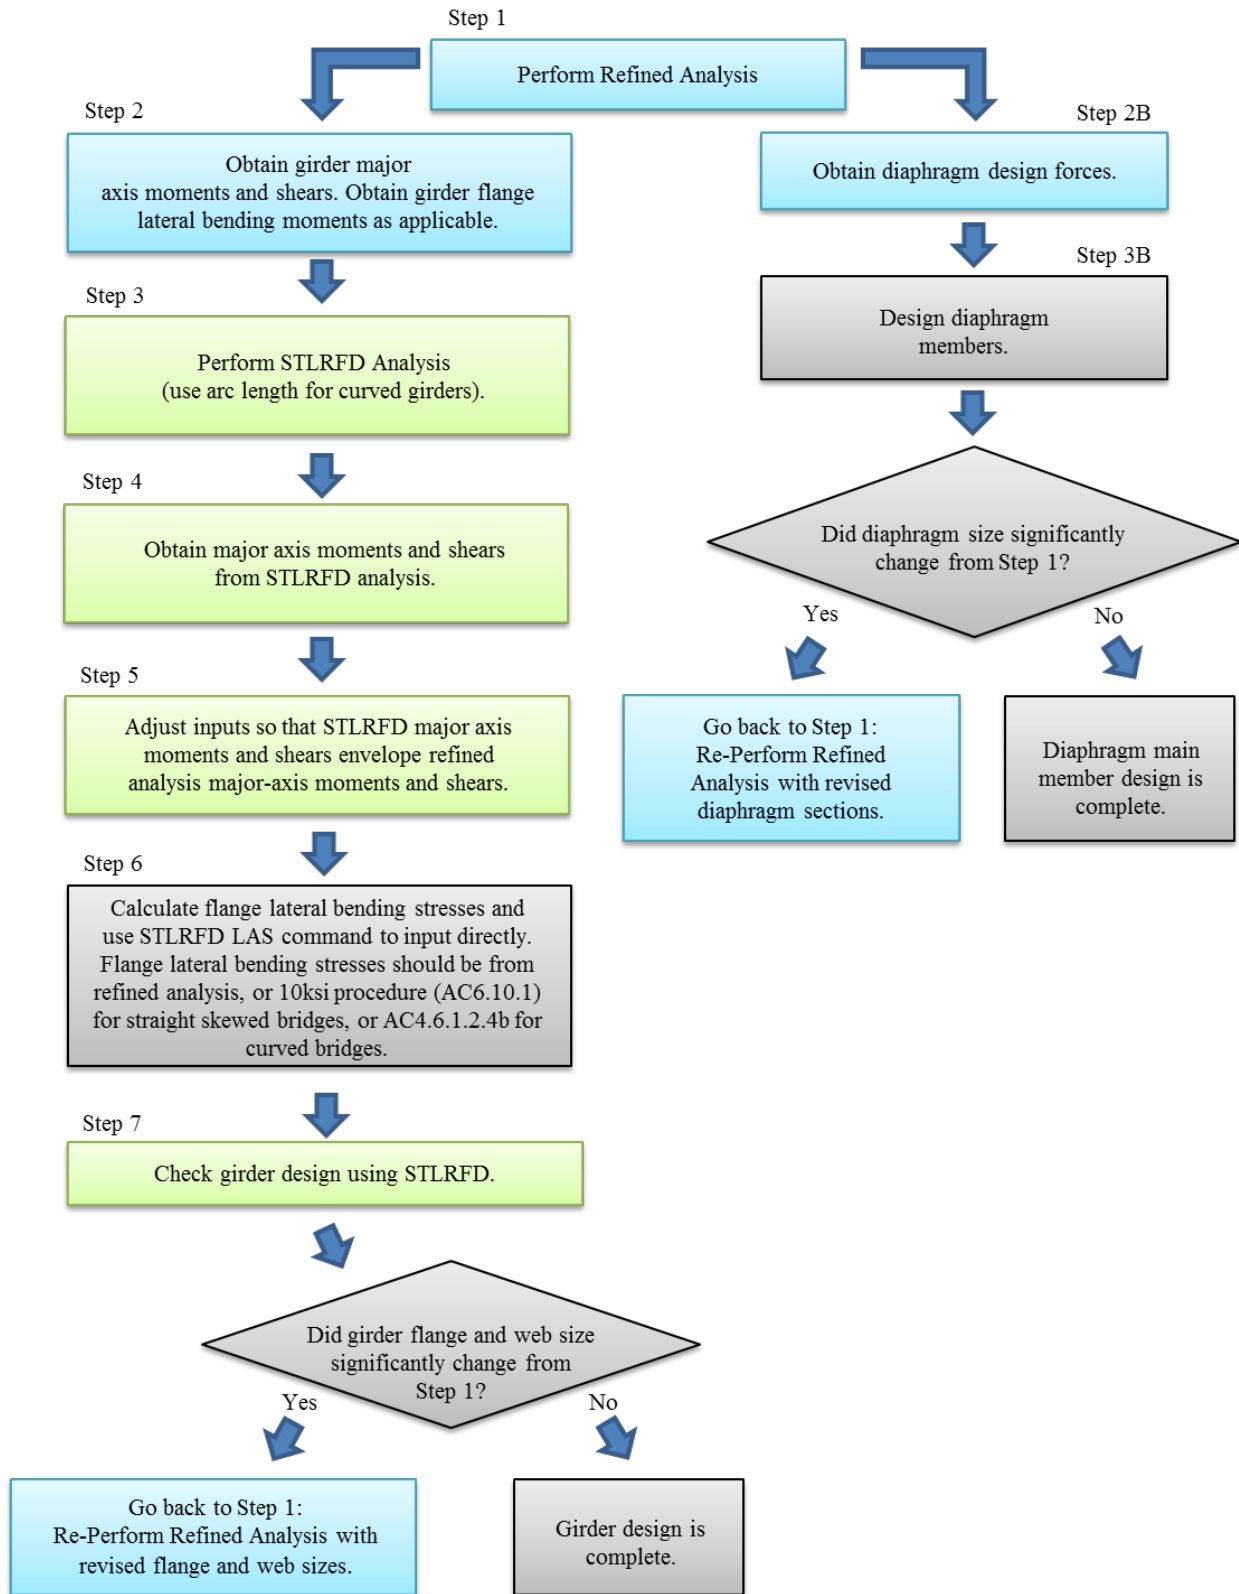 Step 1
Perform Refined Analysis
Step 2
Obtain girder major
axis moments and shears. Obtain girder flange
lateral bending moments as applicable.
Step 3
Perform STLRFD Analysis
(use arc length for curved girders).
Step 4
Obtain major axis moments and shears
from STLRFD analysis.
Step 5
Adjust inputs so that STLRFD major axis
moments and shears envelope refined
analysis major-axis moments and shears.
Step 6
Calculate flange lateral bending stresses and
use STLRFD LAS command to input directly.
Flange lateral bending stresses should be from
refined analysis, or 10ksi procedure (AC6.10.1)
for straight skewed bridges, or AC4.6.1.2.4b for
curved bridges.
Step 7
Check girder design using STLRFD.
Did girder flange and web size
significantly change from
Step 1?
Yes
No
Go back to Step 1:
Re-Perform Refined Analysis with
revised flange and web sizes.
Girder design is
complete.
Step 2B
Obtain diaphragm design forces.
Step 3B
Design diaphragm
members.
Did diaphragm size significantly
change from Step 1?
Yes
No
Go back to Step 1:
Re-Perform Refined
Analysis with revised
diaphragm sections.
Diaphragm main
member design is
complete.